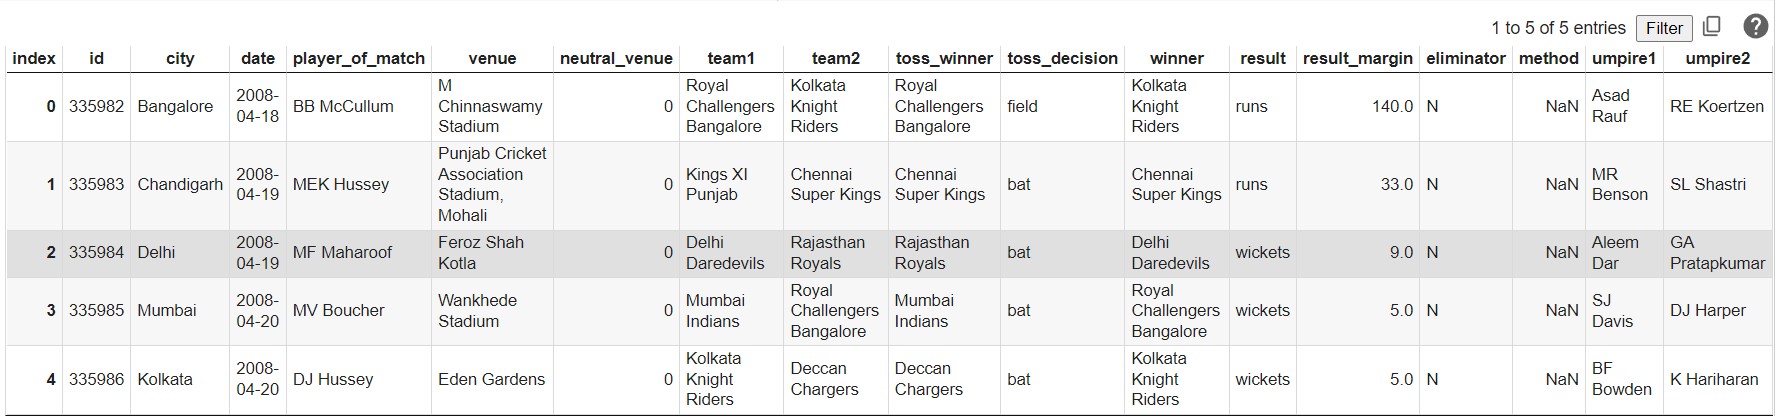 1 to 5 of 5 entries Filter ?
index id city date player_of_match venue neutral_venue team1 team2 toss_winner toss_decision winner result result_margin eliminator method umpire1 umpire2
0 335982 Bangalore 2008-04-18 BB McCullum M Chinnaswamy Stadium 0 Royal Challengers Bangalore Kolkata Knight Riders Royal Challengers Bangalore field Kolkata Knight Riders runs 140.0 N NaN Asad Rauf RE Koertzen
1 335983 Chandigarh 2008-04-19 MEK Hussey Punjab Cricket Association Stadium, Mohali 0 Kings XI Punjab Chennai Super Kings Chennai Super Kings bat Chennai Super Kings runs 33.0 N NaN MR Benson SL Shastri
2 335984 Delhi 2008-04-19 MF Maharoof Feroz Shah Kotla 0 Delhi Daredevils Rajasthan Royals Rajasthan Royals bat Delhi Daredevils wickets 9.0 N NaN Aleem Dar GA Pratapkumar
3 335985 Mumbai 2008-04-20 MV Boucher Wankhede Stadium 0 Mumbai Indians Royal Challengers Bangalore Mumbai Indians bat Royal Challengers Bangalore wickets 5.0 N NaN SJ Davis DJ Harper
4 335986 Kolkata 2008-04-20 DJ Hussey Eden Gardens 0 Kolkata Knight Riders Deccan Chargers Deccan Chargers bat Kolkata Knight Riders wickets 5.0 N NaN BF Bowden K Hariharan